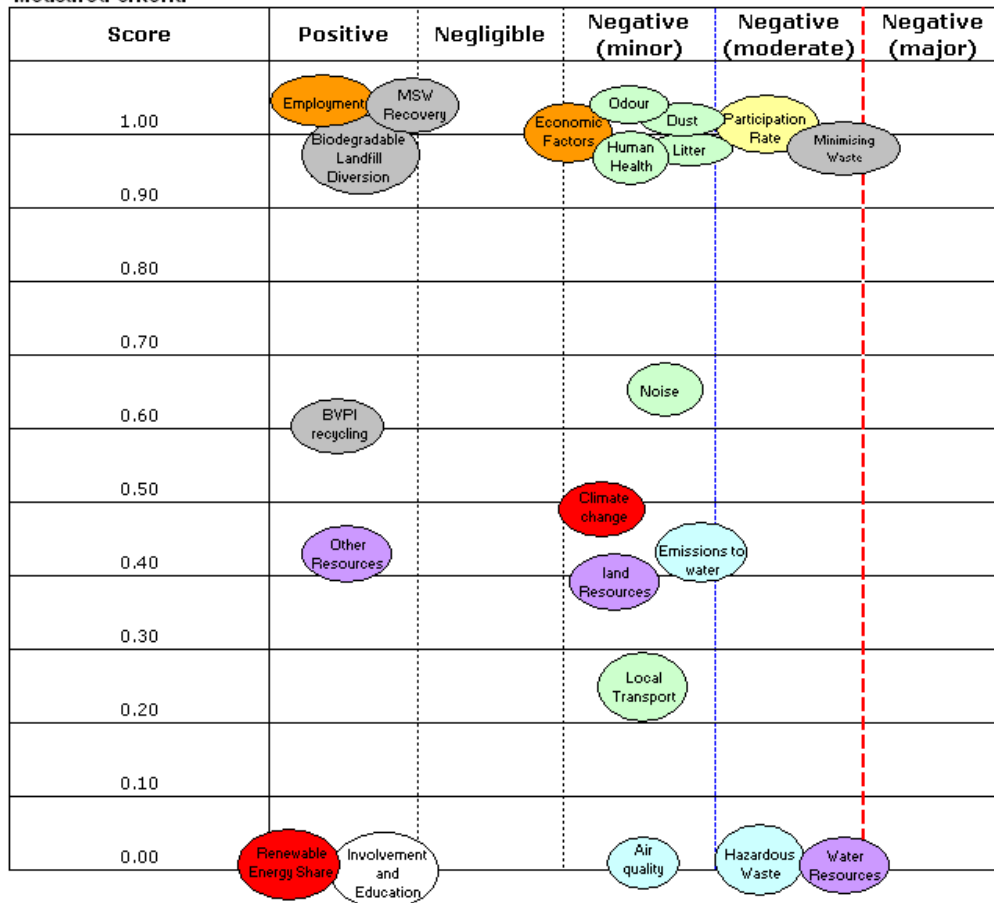 Score
Positive
Negligible
Negative
(minor)
Negative
(moderate)
Negative
(major)
Employment
MSW
Recovery
Biodegradable
Landfill
Diversion
Economic
Factors
Odour
Dust
Human
Health
Litter
Participation
Rate
Minimising
Waste
1.00
0.90
0.80
0.70
Noise
0.60
BVPI
recycling
0.50
Climate
change
Other
Resources
Emissions to
water
0.40
land
Resources
0.30
Local
Transport
0.20
0.10
0.00
Renewable
Energy Share
Involvement
and
Education
Air
quality
Hazardous
Waste
Water
Resources